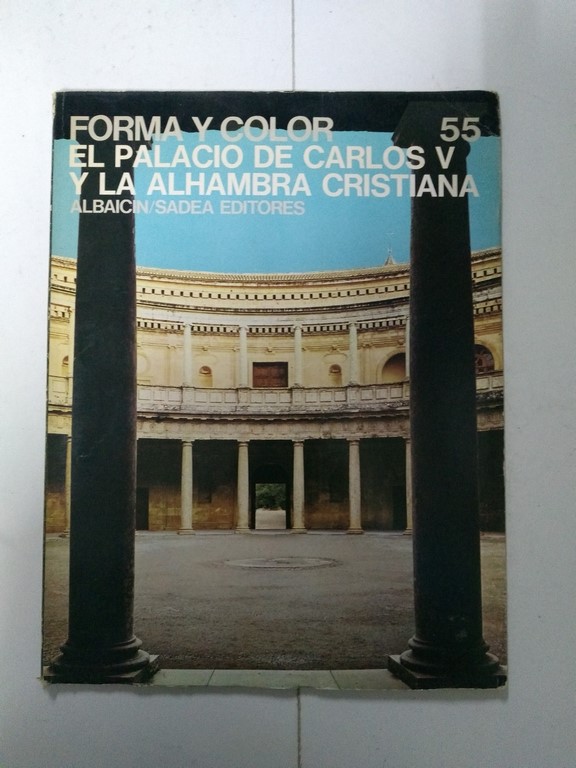 FORMA Y COLOR 55
EL PALACIO DE CARLOS V
Y LA ALHAMBRA CRISTIANA
ALBAICIN/SADEA EDITORES